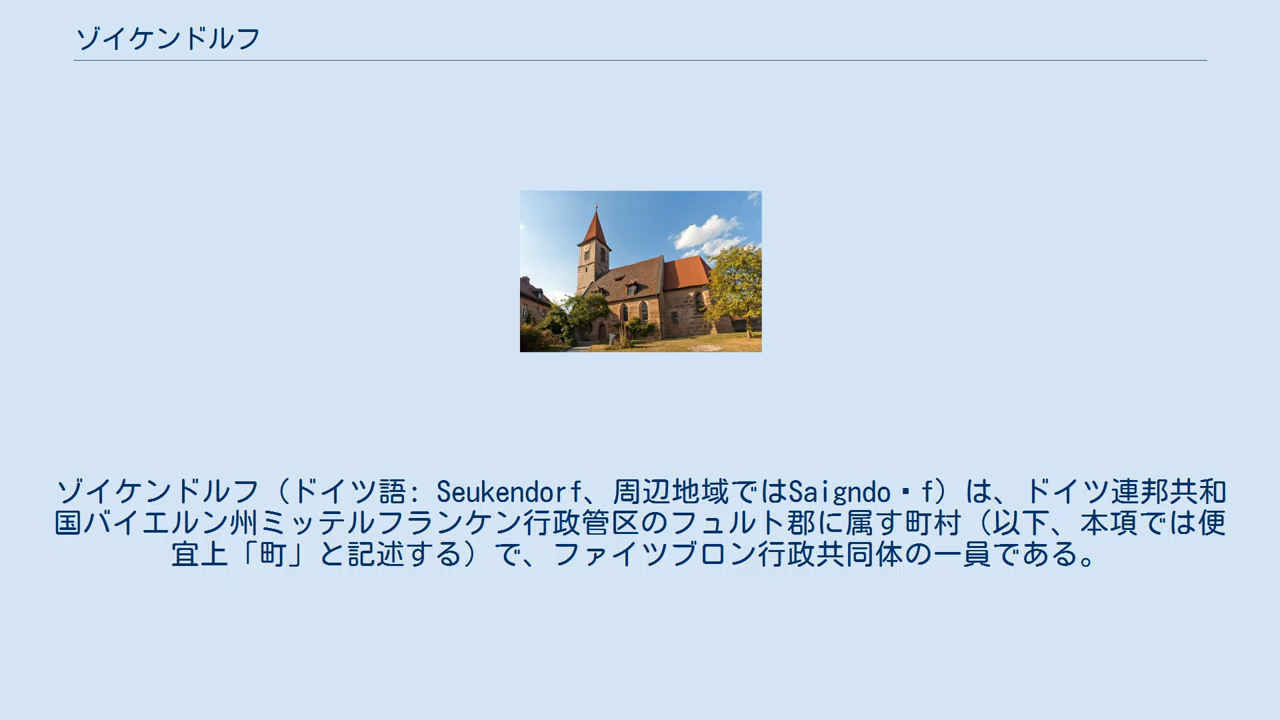 ゾイケンドルフ
ゾイケンドルフ（ドイツ語: Seukendorf、周辺地域ではSaigndo▪f）は、ドイツ連邦共和
国バイエルン州ミッテルフランケン行政管区のフュルト郡に属す町村（以下、本項では便
宜上「町」と記述する）で、ファイツブロン行政共同体の一員である。